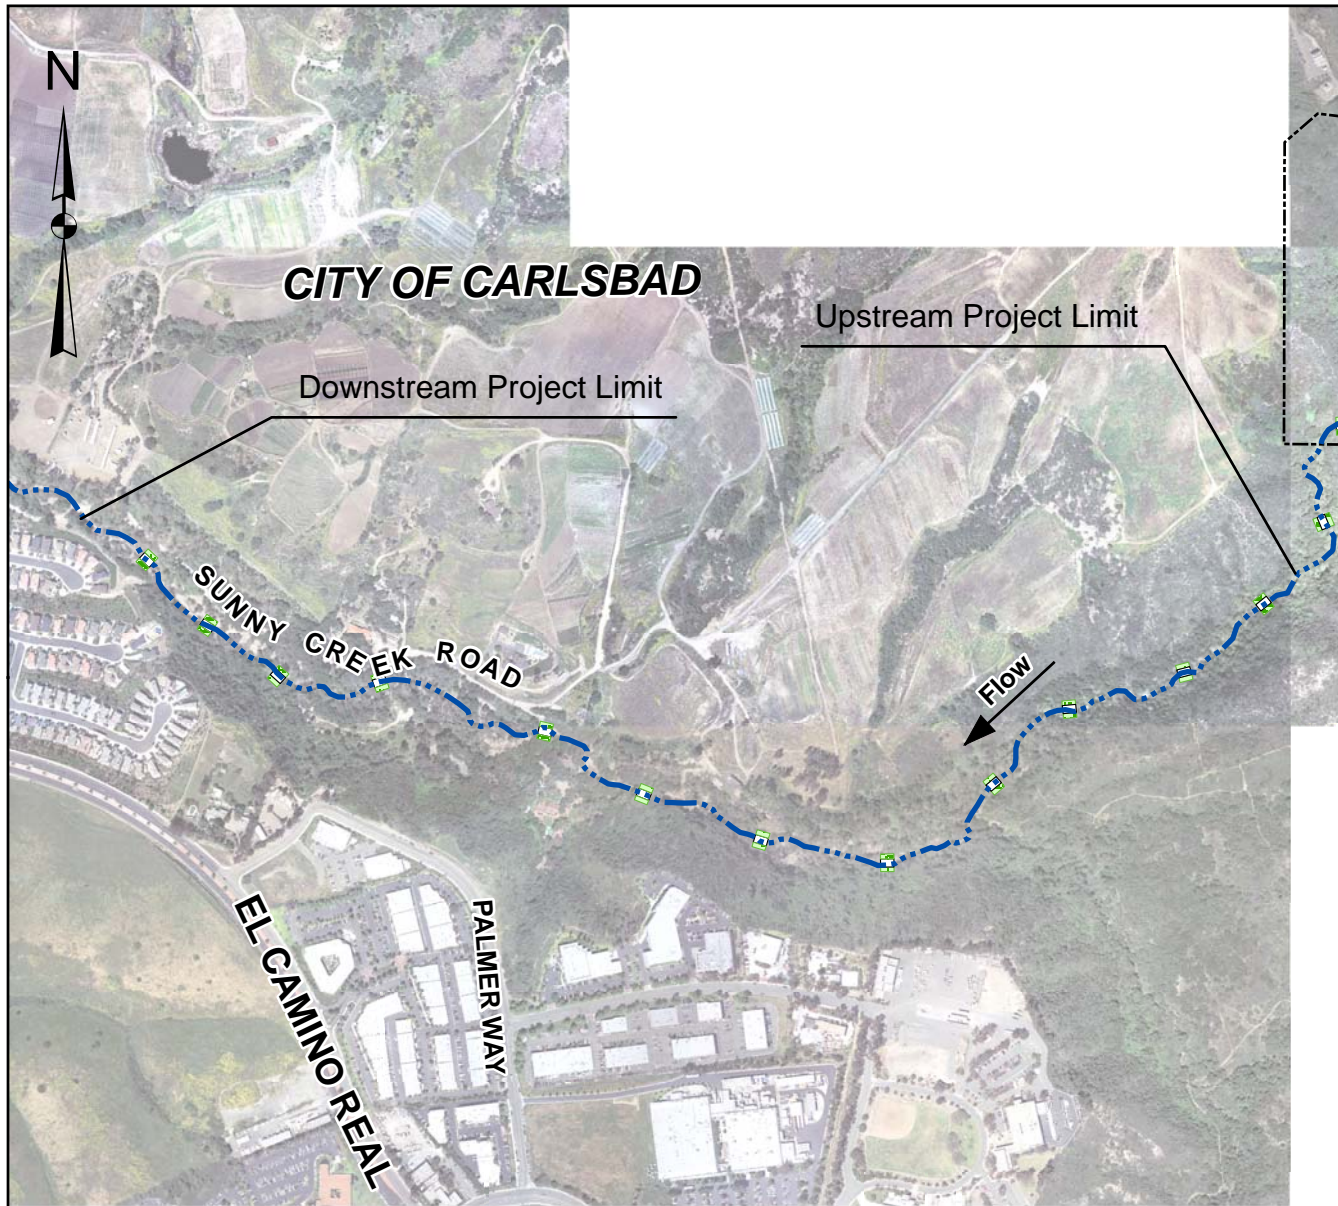 N
CITY OF CARLSBAD
Upstream Project Limit
Downstream Project Limit
SUNNY CREEK ROAD
Flow
PALMER WAY
EL CAMINO REAL